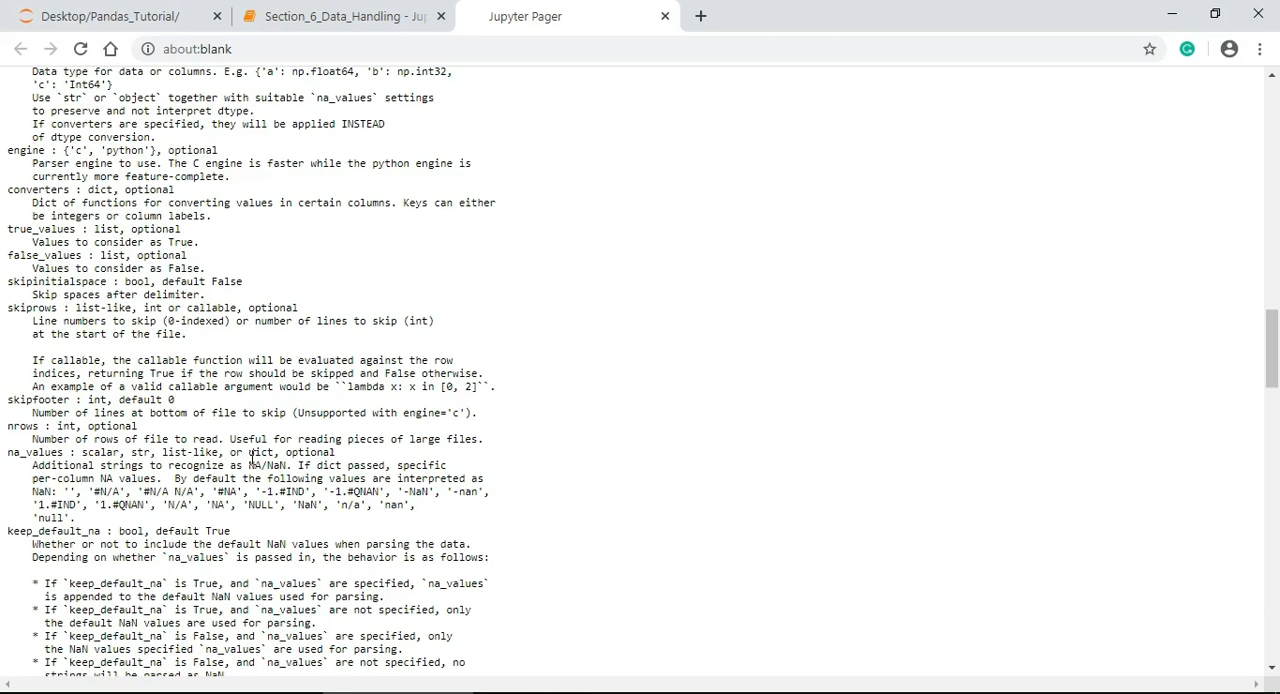 Desktop/Pandas_Tutorial/
Section_6_Data_Handling - Jup
Jupyter Pager
about:blank
Data type for data or columns. E.g. {'a': np.float64, 'b': np.int32,
'c': 'Int64'}
Use `str` or `object` together with suitable `na_values` settings
to preserve and not interpret dtype.
If converters are specified, they will be applied INSTEAD
of dtype conversion.
engine : {'c', 'python'}, optional
Parser engine to use. The C engine is faster while the python engine is
currently more feature-complete.
converters : dict, optional
Dict of functions for converting values in certain columns. Keys can either
be integers or column labels.
true_values : list, optional
Values to consider as True.
false_values : list, optional
Values to consider as False.
skipinitialspace : bool, default False
Skip spaces after delimiter.
skiprows : list-like, int or callable, optional
Line numbers to skip (0-indexed) or number of lines to skip (int)
at the start of the file.
If callable, the callable function will be evaluated against the row
indices, returning True if the row should be skipped and False otherwise.
An example of a valid callable argument would be ``lambda x: x in [0, 2]``.
skipfooter : int, default 0
Number of lines at bottom of file to skip (Unsupported with engine='c').
nrows : int, optional
Number of rows of file to read. Useful for reading pieces of large files.
na_values : scalar, str, list-like, or dict, optional
Additional strings to recognize as NA/NaN. If dict passed, specific
per-column NA values.  By default the following values are interpreted as
NaN: '', '#N/A', '#N/A N/A', '#NA', '-1.#IND', '-1.#QNAN', '-NaN', '-nan',
'1.#IND', '1.#QNAN', 'N/A', 'NA', 'NULL', 'NaN', 'n/a', 'nan',
'null'.
keep_default_na : bool, default True
Whether or not to include the default NaN values when parsing the data.
Depending on whether `na_values` is passed in, the behavior is as follows:
* If `keep_default_na` is True, and `na_values` are specified, `na_values`
is appended to the default NaN values used for parsing.
* If `keep_default_na` is True, and `na_values` are not specified, only
the default NaN values are used for parsing.
* If `keep_default_na` is False, and `na_values` are specified, only
the NaN values specified `na_values` are used for parsing.
* If `keep_default_na` is False, and `na_values` are not specified, no
strings will be parsed as NaN.